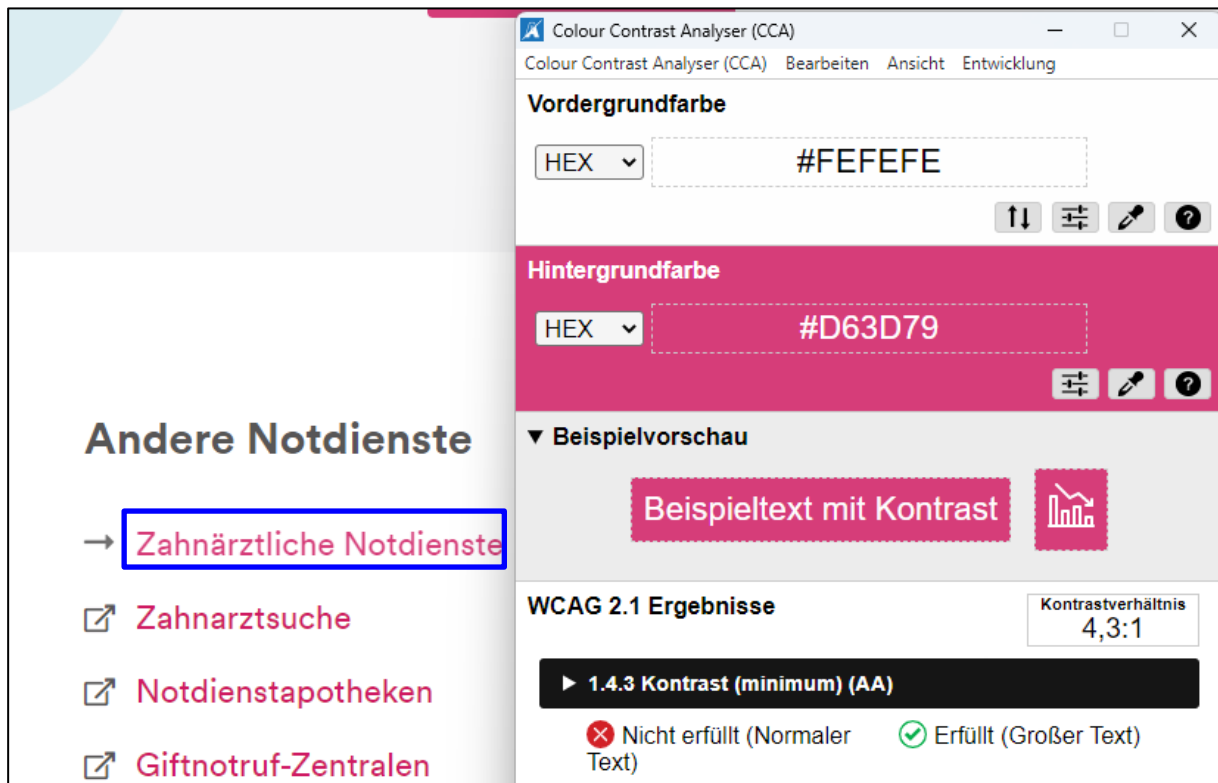 Colour Contrast Analyser (CCA)
Colour Contrast Analyser (CCA) Bearbeiten Ansicht Entwicklung
Vordergrundfarbe
HEX #FEFEFE
Hintergrundfarbe
HEX #D63D79
Beispielvorschau
Beispieltext mit Kontrast
WCAG 2.1 Ergebnisse
Kontrastverhältnis
4,3:1
1.4.3 Kontrast (minimum) (AA)
Nicht erfüllt (Normaler
Text)
Erfüllt (Großer Text)
Andere Notdienste
Zahnärztliche Notdienste
Zahnarztsuche
Notdienstapotheken
Giftnotruf-Zentralen